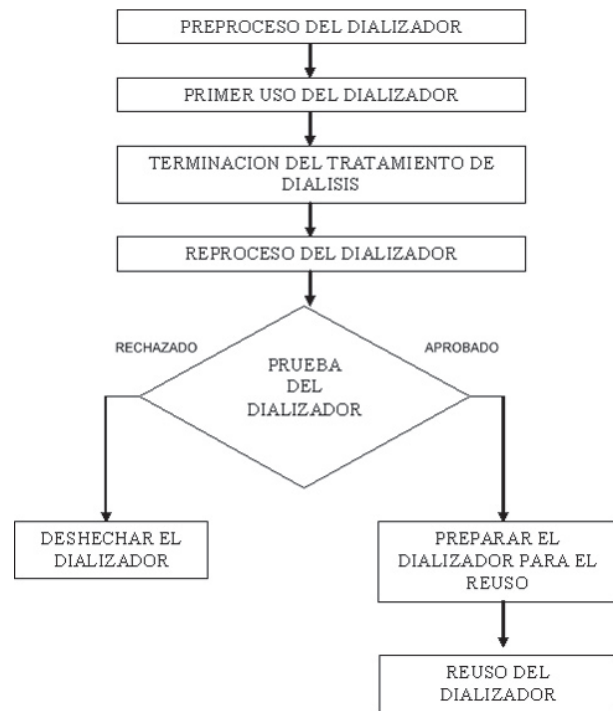 PREPROCESO DEL DIALIZADOR
PRIMER USO DEL DIALIZADOR
TERMINACION DEL TRATAMIENTO DE
DIALISIS
REPROCESO DEL DIALIZADOR
RECHAZADO
APROBADO
PRUEBA
DEL
DIALIZADOR
DESHECHAR EL
DIALIZADOR
PREPARAR EL
DIALIZADOR PARA EL
REUSO
REUSO DEL
DIALIZADOR